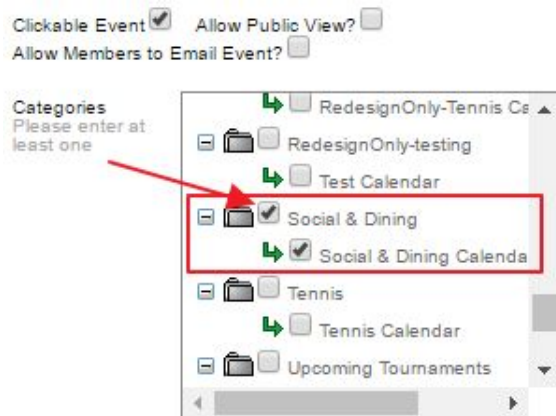 Clickable Event Allow Public View?
Allow Members to Email Event?
Categories
Please enter at
least one
RedesignOnly-Tennis Ca
RedesignOnly-testing
Test Calendar
Social & Dining
Social & Dining Calenda
Tennis
Tennis Calendar
Upcoming Tournaments